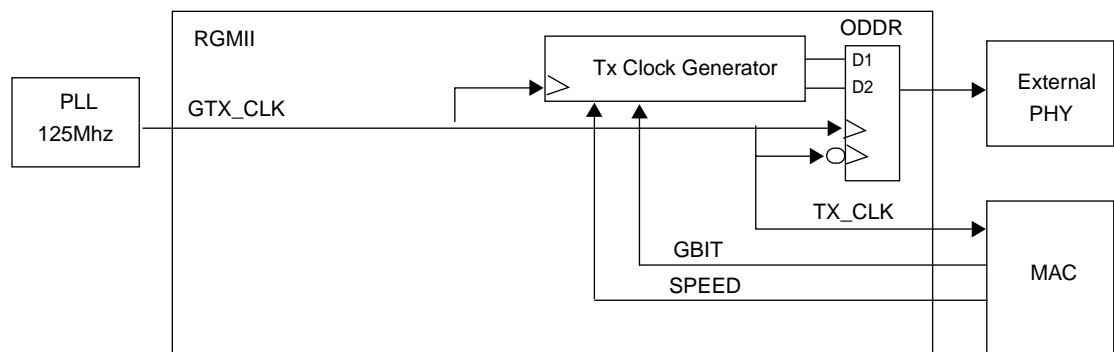 RGMII
ODDR
Tx Clock Generator
D1
D2
External
PHY
PLL
125Mhz
GTX_CLK
TX_CLK
GBIT
SPEED
MAC